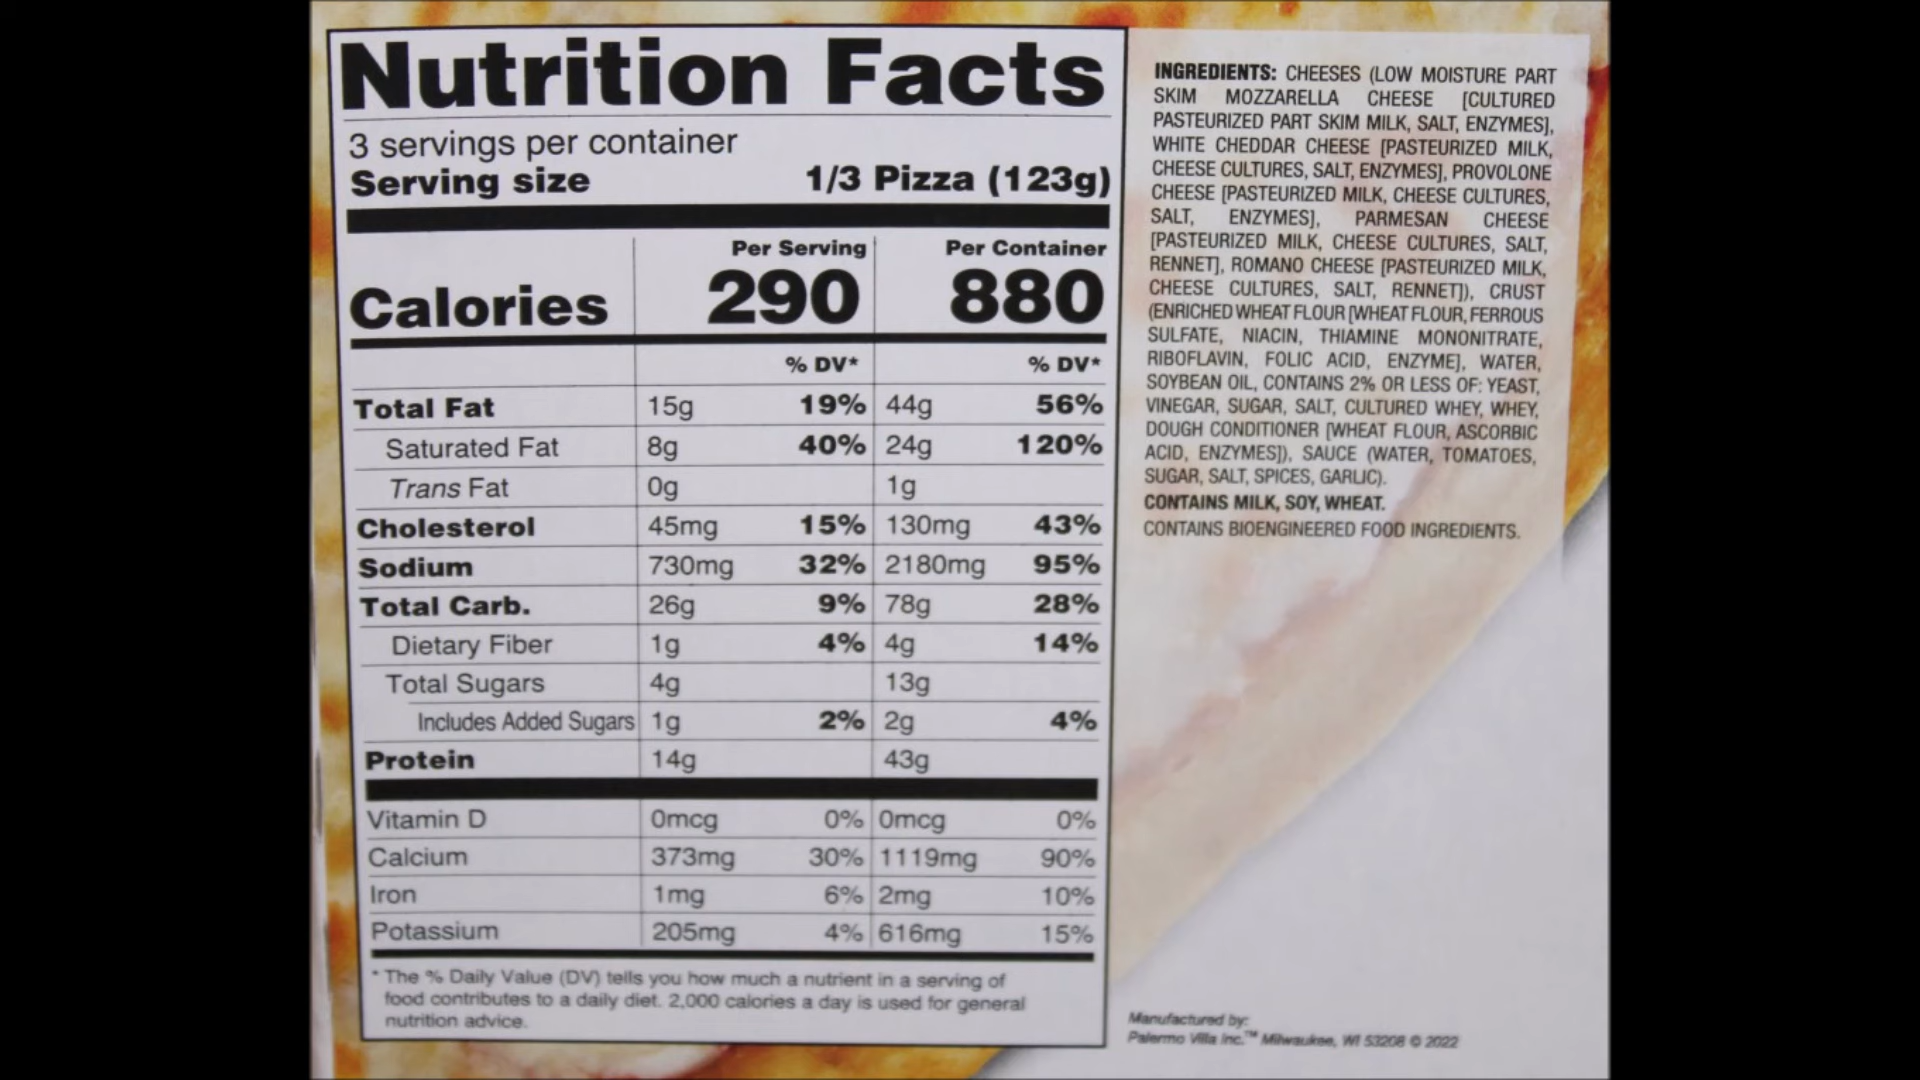 Nutrition Facts
3 servings per container
Serving size 1/3 Pizza (123g)
Per Serving Per Container
Calories 290 880
% DV* % DV*
Total Fat 15g 19% 44g 56%
Saturated Fat 8g 40% 24g 120%
Trans Fat 0g 1g
Cholesterol 45mg 15% 130mg 43%
Sodium 730mg 32% 2180mg 95%
Total Carb. 26g 9% 78g 28%
Dietary Fiber 1g 4% 4g 14%
Total Sugars 4g 13g
Includes Added Sugars 1g 2% 2g 4%
Protein 14g 43g
Vitamin D 0mcg 0% 0mcg 0%
Calcium 373mg 30% 1119mg 90%
Iron 1mg 6% 2mg 10%
Potassium 205mg 4% 616mg 15%
* The % Daily Value (DV) tells you how much a nutrient in a serving of
food contributes to a daily diet. 2,000 calories a day is used for general
nutrition advice.
INGREDIENTS: CHEESES (LOW MOISTURE PART
SKIM MOZZARELLA CHEESE [CULTURED
PASTEURIZED PART SKIM MILK, SALT, ENZYMES],
WHITE CHEDDAR CHEESE [PASTEURIZED MILK,
CHEESE CULTURES, SALT, ENZYMES], PROVOLONE
CHEESE [PASTEURIZED MILK, CHEESE CULTURES,
SALT, ENZYMES], PARMESAN CHEESE
[PASTEURIZED MILK, CHEESE CULTURES, SALT,
RENNET], ROMANO CHEESE [PASTEURIZED MILK,
CHEESE CULTURES, SALT, RENNET]), CRUST
(ENRICHED WHEAT FLOUR [WHEAT FLOUR, FERROUS
SULFATE, NIACIN, THIAMINE MONONITRATE,
RIBOFLAVIN, FOLIC ACID, ENZYME], WATER,
SOYBEAN OIL, CONTAINS 2% OR LESS OF: YEAST,
VINEGAR, SUGAR, SALT, CULTURED WHEY, WHEY,
DOUGH CONDITIONER [WHEAT FLOUR, ASCORBIC
ACID, ENZYMES]), SAUCE (WATER, TOMATOES,
SUGAR, SALT, SPICES, GARLIC).
CONTAINS MILK, SOY, WHEAT.
CONTAINS BIOENGINEERED FOOD INGREDIENTS.
Manufactured by:
Palermo Villa Inc.™ Milwaukee, WI 53208 © 2022